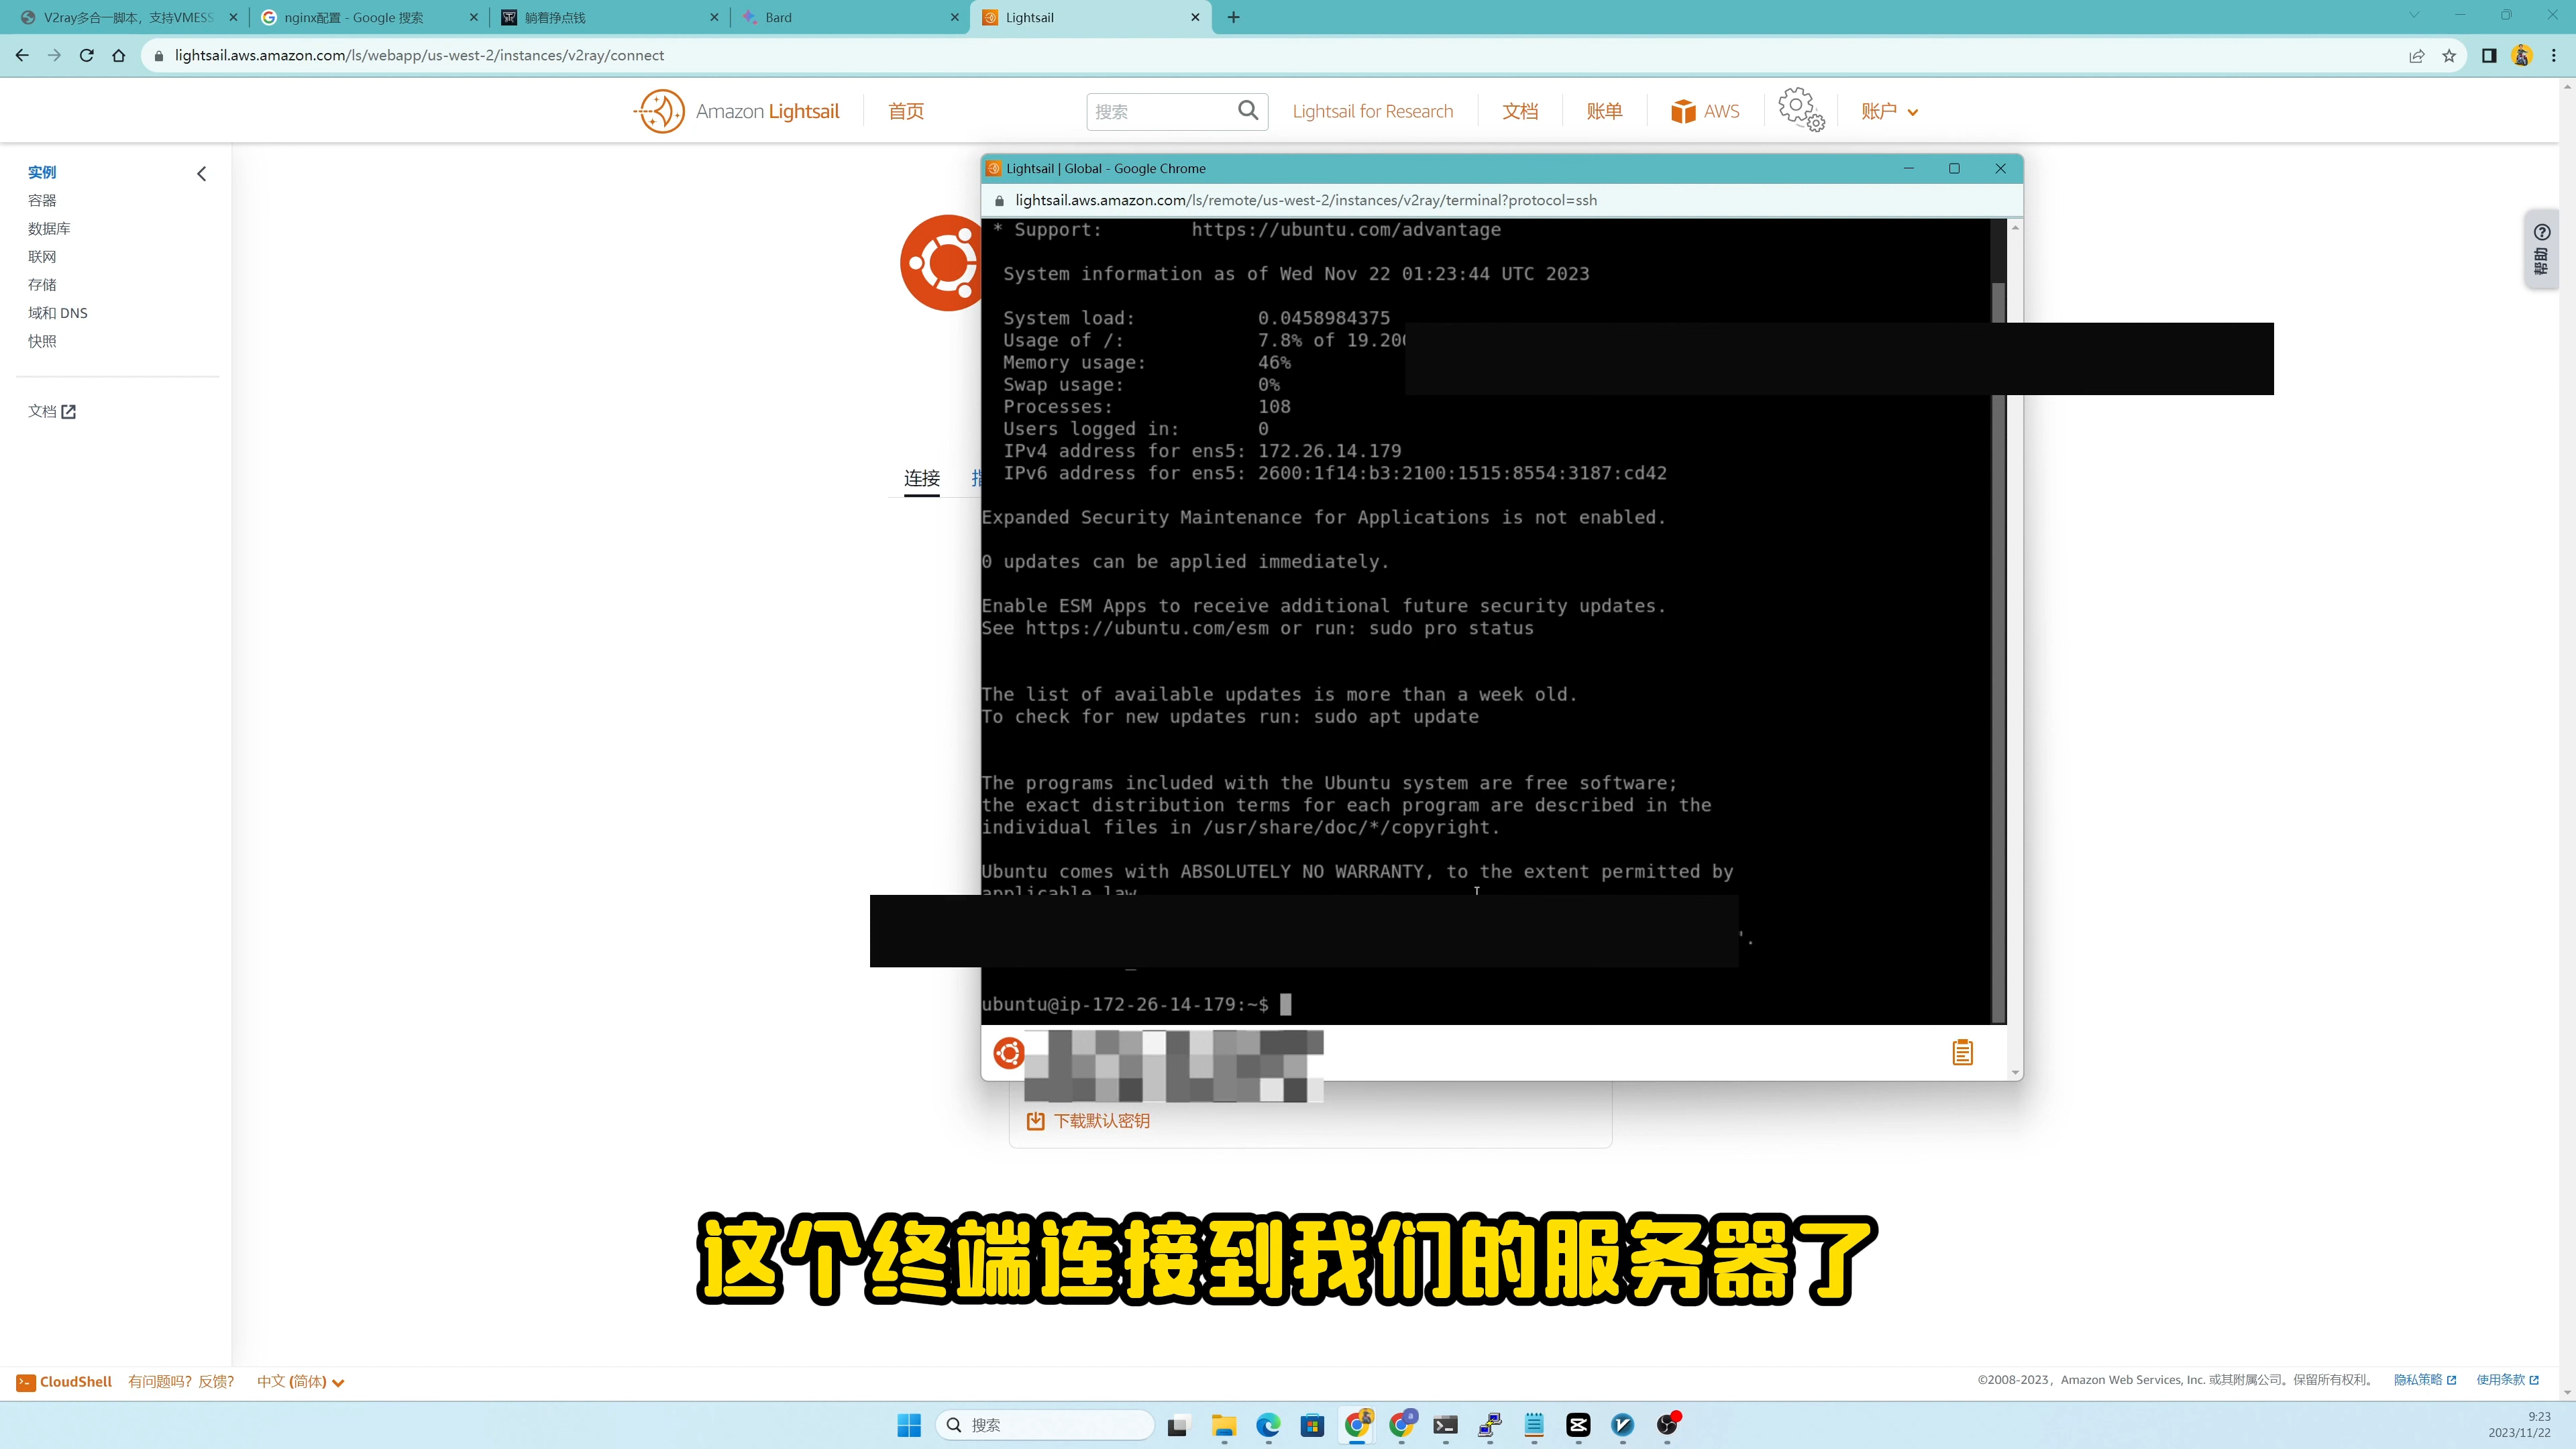 V2ray多合一脚本，支持VMESS
nginx配置 - Google 搜索
躺着挣点钱
Bard
Lightsail
lightsail.aws.amazon.com/ls/webapp/us-west-2/instances/v2ray/connect
Amazon Lightsail
首页
搜索
Lightsail for Research
文档
账单
AWS
账户
实例
容器
数据库
联网
存储
域和 DNS
快照
文档
帮助
连接
Lightsail | Global - Google Chrome
lightsail.aws.amazon.com/ls/remote/us-west-2/instances/v2ray/terminal?protocol=ssh
* Support: https://ubuntu.com/advantage
System information as of Wed Nov 22 01:23:44 UTC 2023
System load: 0.0458984375
Usage of /: 7.8% of 19.20
Memory usage: 46%
Swap usage: 0%
Processes: 108
Users logged in: 0
IPv4 address for ens5: 172.26.14.179
IPv6 address for ens5: 2600:1f14:b3:2100:1515:8554:3187:cd42
Expanded Security Maintenance for Applications is not enabled.
0 updates can be applied immediately.
Enable ESM Apps to receive additional future security updates.
See https://ubuntu.com/esm or run: sudo pro status
The list of available updates is more than a week old.
To check for new updates run: sudo apt update
The programs included with the Ubuntu system are free software;
the exact distribution terms for each program are described in the
individual files in /usr/share/doc/*/copyright.
Ubuntu comes with ABSOLUTELY NO WARRANTY, to the extent permitted by
applicable law
".
ubuntu@ip-172-26-14-179:~$
下载默认密钥
这个终端连接到我们的服务器了
CloudShell
有问题吗? 反馈?
中文 (简体)
©2008-2023，Amazon Web Services, Inc. 或其附属公司。保留所有权利。
隐私策略
使用条款
搜索
9:23
2023/11/22